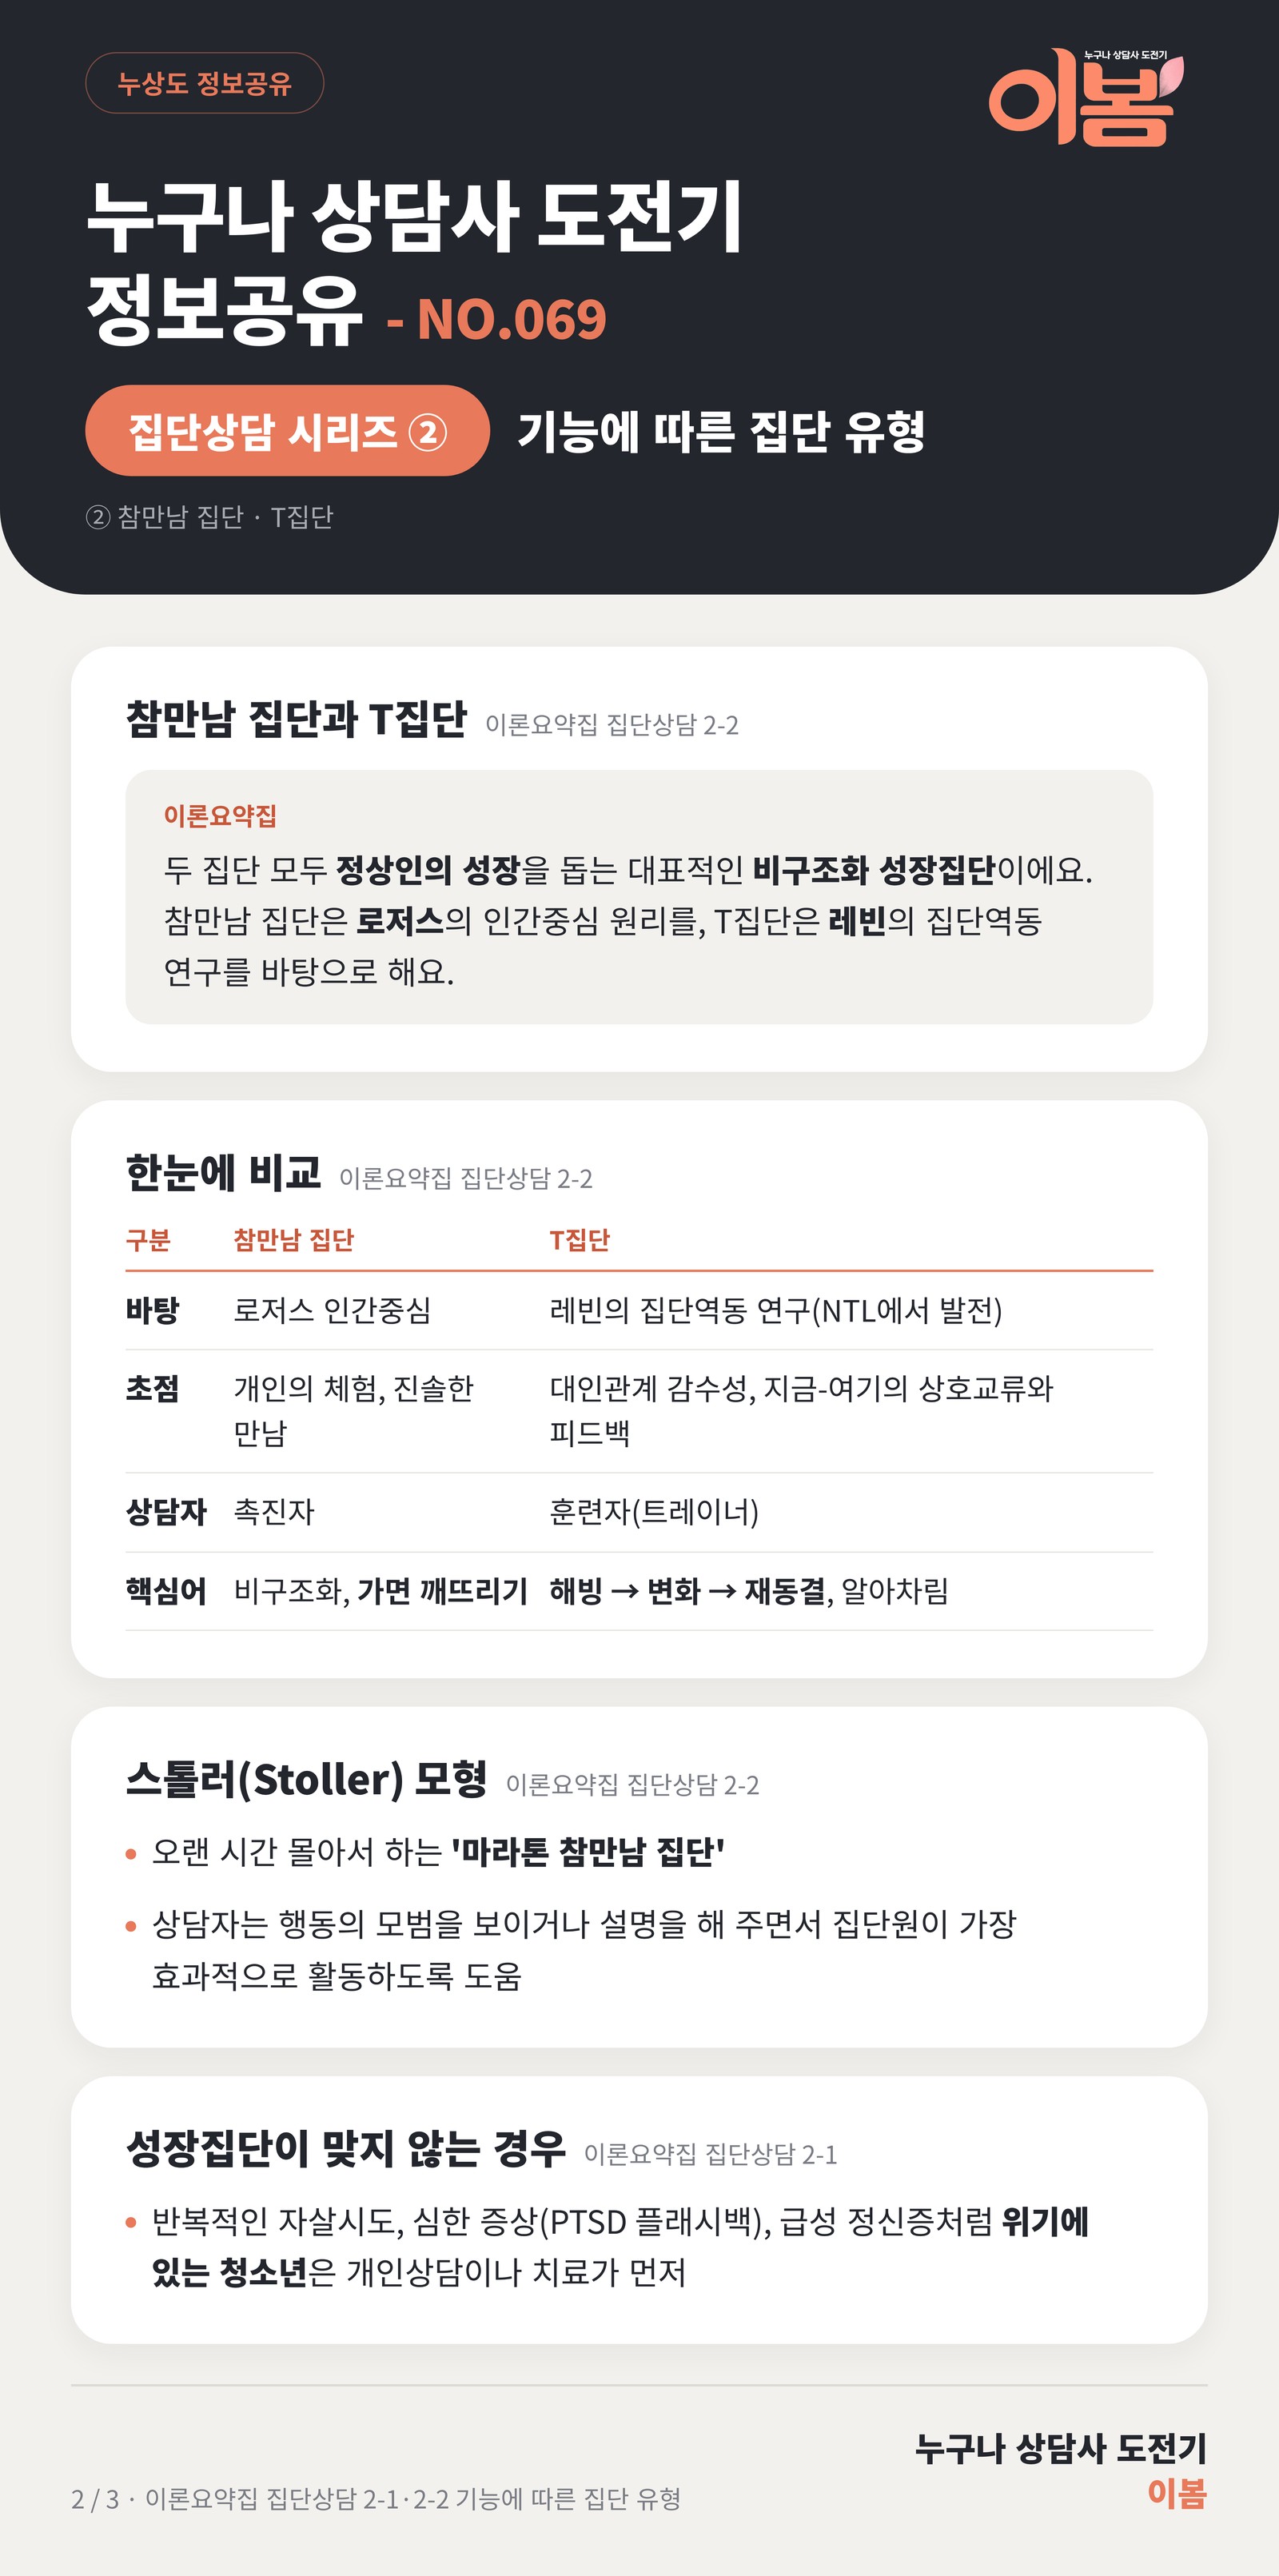 누상도 정보공유
누구나 상담사 도전기
이봄
누구나 상담사 도전기
정보공유 - NO.069
집단상담 시리즈 ② 기능에 따른 집단 유형
② 참만남 집단 · T집단
참만남 집단과 T집단 이론요약집 집단상담 2-2
이론요약집
두 집단 모두 정상인의 성장을 돕는 대표적인 비구조화 성장집단이에요.
참만남 집단은 로저스의 인간중심 원리를, T집단은 레빈의 집단역동
연구를 바탕으로 해요.
한눈에 비교 이론요약집 집단상담 2-2
구분 참만남 집단 T집단
바탕 로저스 인간중심 레빈의 집단역동 연구(NTL에서 발전)
초점 개인의 체험, 진솔한 대인관계 감수성, 지금-여기의 상호교류와
만남 피드백
상담자 촉진자 훈련자(트레이너)
핵심어 비구조화, 가면 깨뜨리기 해빙 → 변화 → 재동결, 알아차림
스톨러(Stoller) 모형 이론요약집 집단상담 2-2
• 오랜 시간 몰아서 하는 '마라톤 참만남 집단'
• 상담자는 행동의 모범을 보이거나 설명을 해 주면서 집단원이 가장
효과적으로 활동하도록 도움
성장집단이 맞지 않는 경우 이론요약집 집단상담 2-1
• 반복적인 자살시도, 심한 증상(PTSD 플래시백), 급성 정신증처럼 위기에
있는 청소년은 개인상담이나 치료가 먼저
누구나 상담사 도전기
2 / 3 · 이론요약집 집단상담 2-1·2-2 기능에 따른 집단 유형
이봄